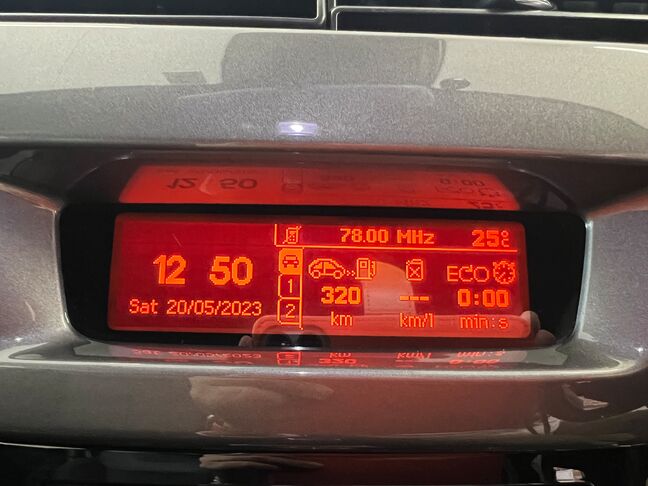 78.00 MHz 25°C
12 50
Sat 20/05/2023
1
2
320
km
---
km/l
ECO
0:00
min:s